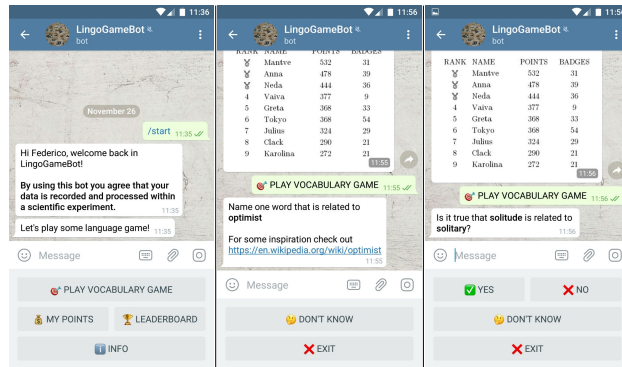 11:36
LingoGameBot
bot
November 26
/start 11:35
Hi Federico, welcome back in
LingoGameBot!
By using this bot you agree that your
data is recorded and processed within
a scientific experiment.
11:35
Let's play some language game! 11:35
Message
PLAY VOCABULARY GAME
MY POINTS
LEADERBOARD
INFO
11:56
LingoGameBot
bot
RANK NAME POINTS BADGES
Mantve 532 31
Anna 478 39
Neda 444 36
4 Vaiva 377 9
5 Greta 368 33
6 Tokyo 368 54
7 Julius 324 29
8 Clack 290 21
9 Karolina 272 21
11:55
PLAY VOCABULARY GAME 11:55
Name one word that is related to
optimist
For some inspiration check out
https://en.wikipedia.org/wiki/optimist
11:55
Message
DON'T KNOW
EXIT
LingoGameBot
bot
RANK NAME POINTS BADGES
Mantve 532 31
Anna 478 39
Neda 444 36
4 Vaiva 377 9
5 Greta 368 33
6 Tokyo 368 54
7 Julius 324 29
8 Clack 290 21
9 Karolina 272 21
11:56
PLAY VOCABULARY GAME 11:56
Is it true that solitude is related to
solitary?
11:56
Message
YES
NO
DON'T KNOW
EXIT